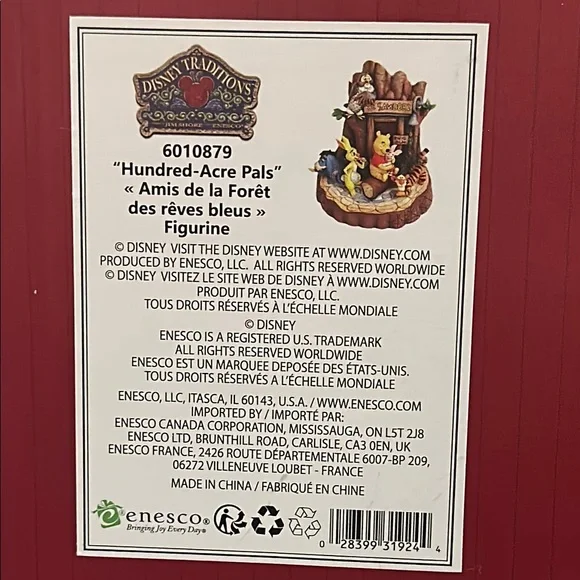 DISNEY TRADITIONS
JIM SHORE ENESCO
SANDERS
6010879
“Hundred-Acre Pals”
« Amis de la Forêt
des rêves bleus »
Figurine
© DISNEY VISIT THE DISNEY WEBSITE AT WWW.DISNEY.COM
PRODUCED BY ENESCO, LLC. ALL RIGHTS RESERVED WORLDWIDE
© DISNEY VISITEZ LE SITE WEB DE DISNEY À WWW.DISNEY.COM
PRODUIT PAR ENESCO, LLC.
TOUS DROITS RÉSERVÉS À L’ÉCHELLE MONDIALE
© DISNEY
ENESCO IS A REGISTERED U.S. TRADEMARK
ALL RIGHTS RESERVED WORLDWIDE
ENESCO EST UN MARQUE DEPOSÉE DES ÉTATS-UNIS.
TOUS DROITS RÉSERVÉS A L’ÉCHELLE MONDIALE
ENESCO, LLC, ITASCA, IL 60143, U.S.A. / WWW.ENESCO.COM
IMPORTED BY / IMPORTÉ PAR:
ENESCO CANADA CORPORATION, MISSISSAUGA, ON L5T 2J8
ENESCO LTD, BRUNTHILL ROAD, CARLISLE, CA3 0EN, UK
ENESCO FRANCE, 2426 ROUTE DÉPARTEMENTALE 6007-BP 209,
06272 VILLENEUVE LOUBET - FRANCE
MADE IN CHINA / FABRIQUÉ EN CHINE
enesco®
Bringing Joy Every Day®
0 28399 31924 4